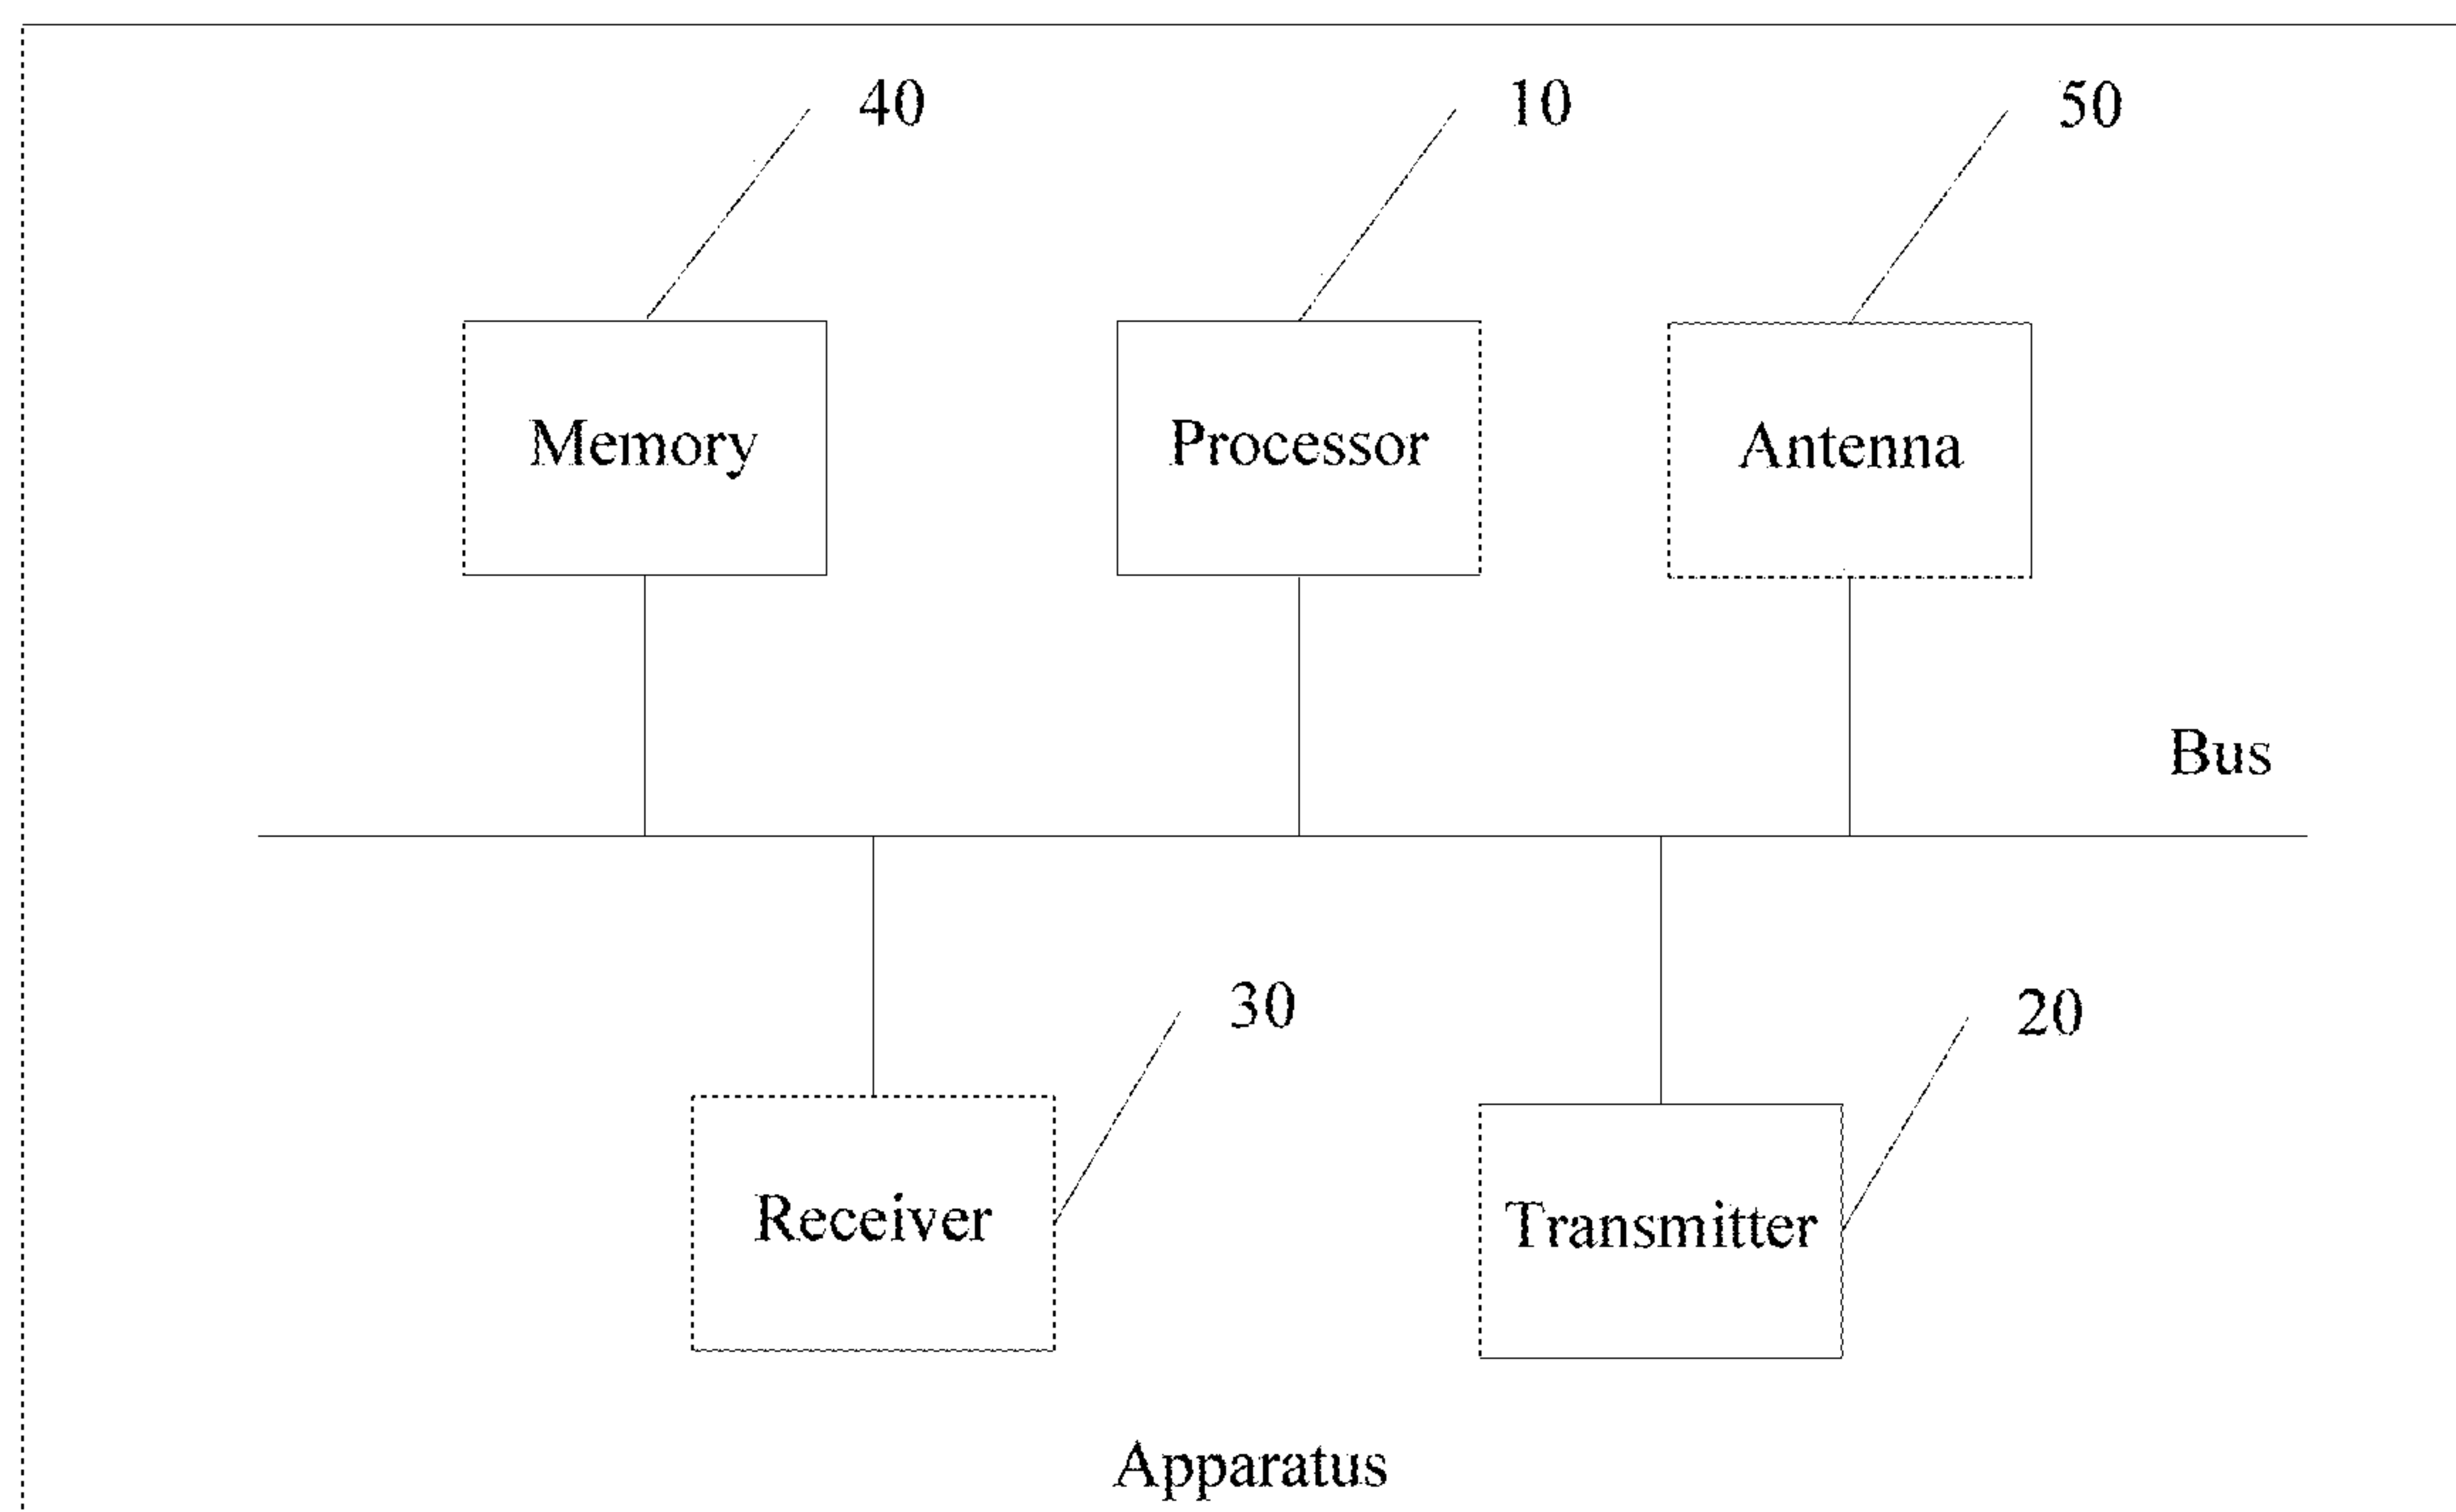 40
10
50
Memory
Processor
Antenna
Bus
30
20
Receiver
Transmitter
Apparatus